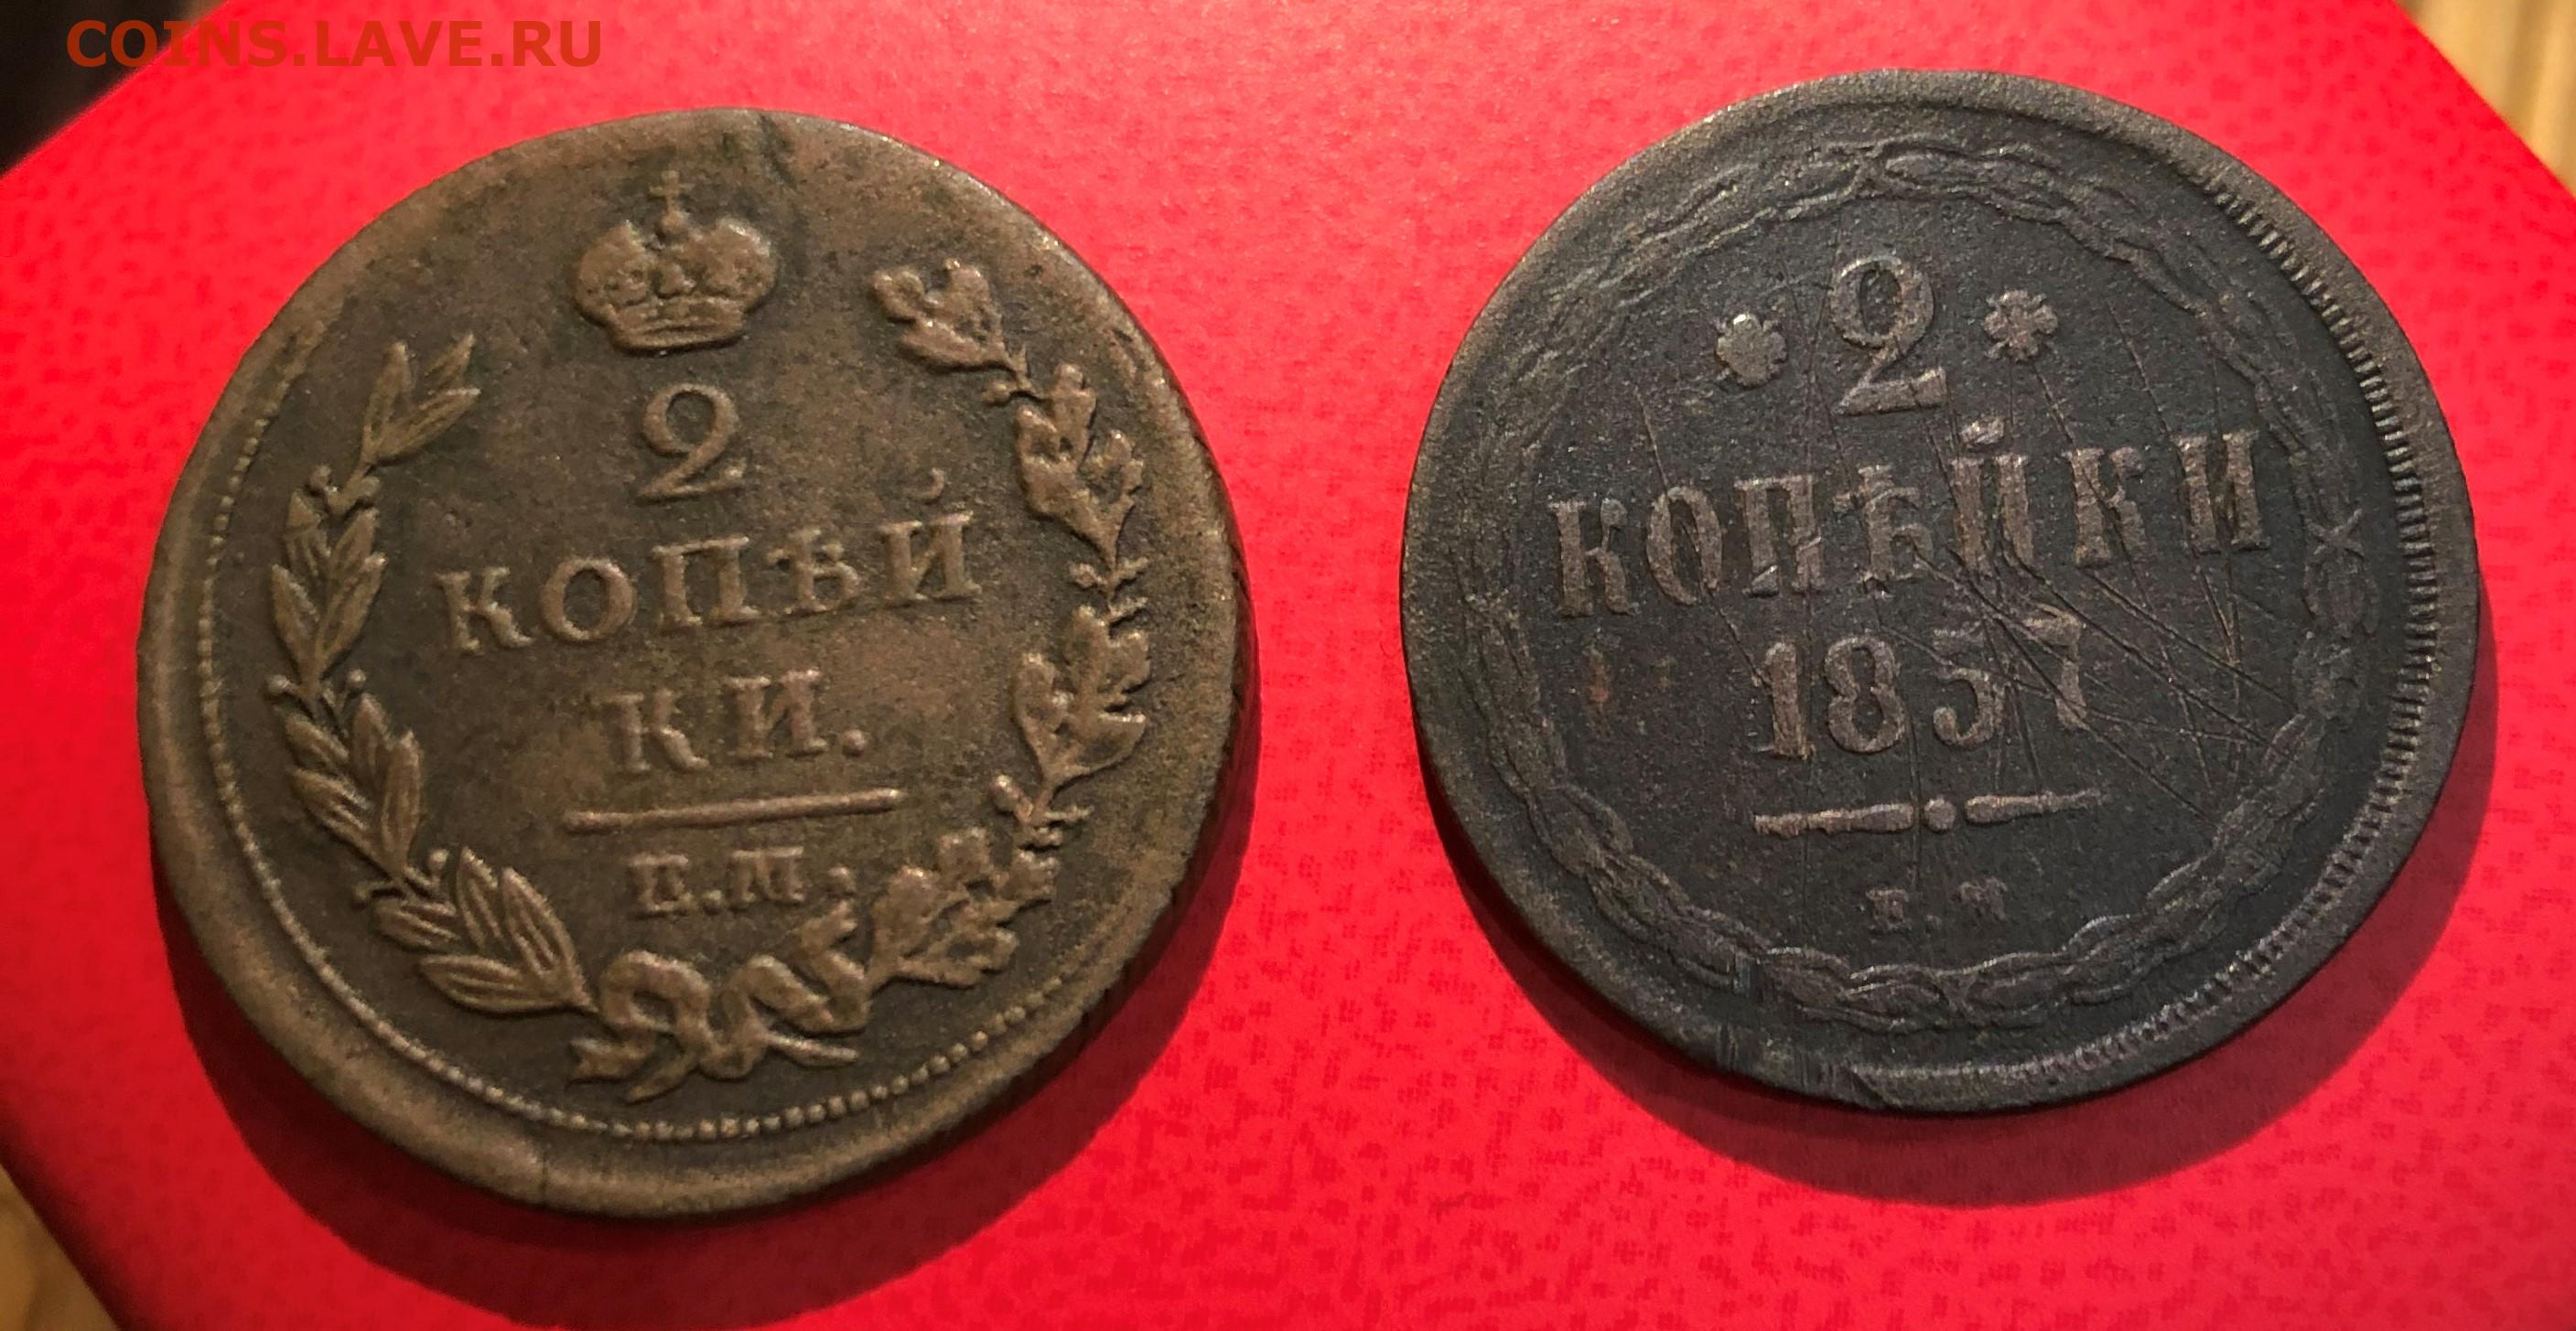 COINS.LAVE.RU
2
КОПѢЙ
КИ.
Е.М.
2
КОПѢЙКИ
1857
Е.М